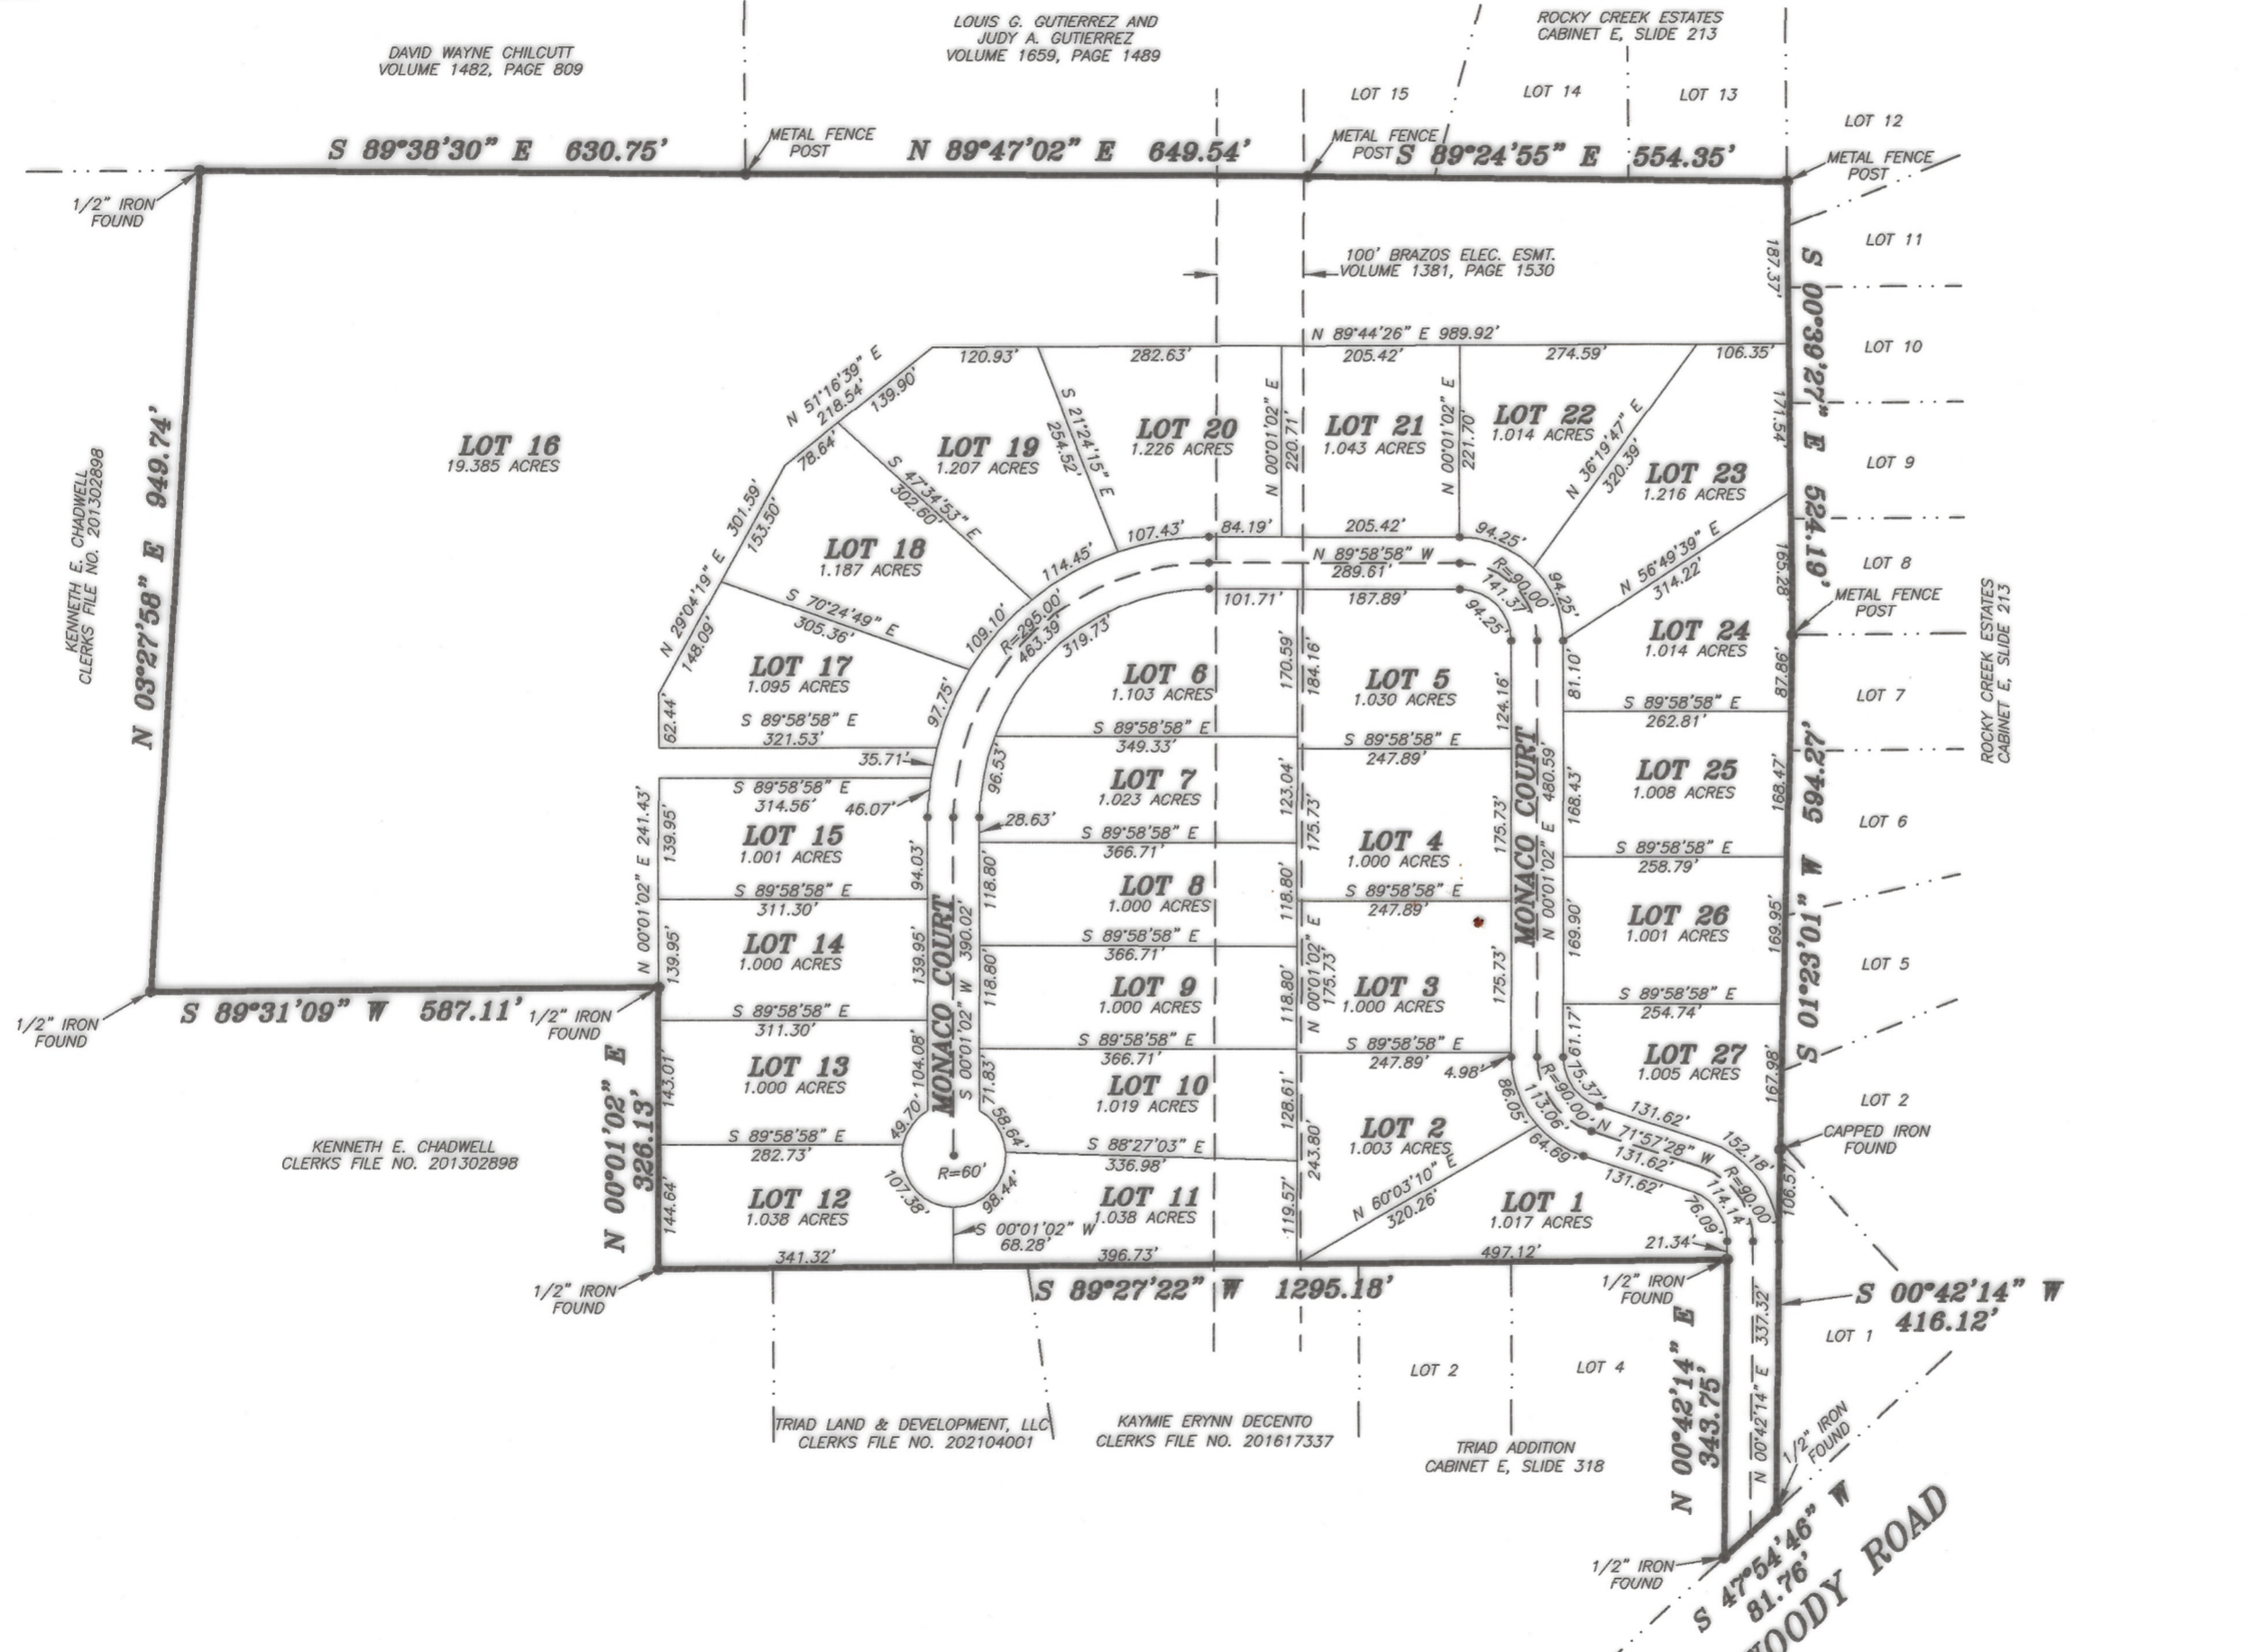 DAVID WAYNE CHILCUTT
VOLUME 1482, PAGE 809
LOUIS G. GUTIERREZ AND
JUDY A. GUTIERREZ
VOLUME 1659, PAGE 1489
ROCKY CREEK ESTATES
CABINET E, SLIDE 213
LOT 15
LOT 14
LOT 13
LOT 12
S 89°38'30" E 630.75'
METAL FENCE
POST
N 89°47'02" E 649.54'
METAL FENCE
POST
S 89°24'55" E 554.35'
METAL FENCE
POST
1/2" IRON
FOUND
100' BRAZOS ELEC. ESMT.
VOLUME 1381, PAGE 1530
187.37'
S 00°39'27" E 524.19'
LOT 11
LOT 10
LOT 9
LOT 8
METAL FENCE
POST
ROCKY CREEK ESTATES
CABINET E, SLIDE 213
LOT 7
LOT 6
LOT 5
LOT 2
KENNETH E. CHADWELL
CLERKS FILE NO. 201302898
N 03°27'58" E 949.74'
LOT 16
19.385 ACRES
N 89°44'26" E 989.92'
120.93'
282.63'
205.42'
274.59'
106.35'
171.54'
N 51°16'39" E
218.54'
139.90'
78.64'
LOT 19
1.207 ACRES
S 21°24'15" E
254.52'
LOT 20
1.226 ACRES
N 00°01'02" E
220.71'
LOT 21
1.043 ACRES
N 00°01'02" E
221.70'
LOT 22
1.014 ACRES
N 36°19'47" E
320.39'
LOT 23
1.216 ACRES
N 56°49'39" E
314.22'
165.28
S 47°34'53" E
302.60'
N 29°04'19" E 301.59'
153.50'
148.09'
LOT 18
1.187 ACRES
S 70°24'49" E
305.36'
107.43'
84.19'
205.42'
94.25'
114.45'
N 89°58'58" W
289.61'
R=90.00'
141.37'
94.25'
109.10'
R=295.00'
463.39'
319.73'
101.71'
187.89'
94.25'
LOT 17
1.095 ACRES
97.75'
62.44'
S 89°58'58" E
321.53'
35.71'
LOT 6
1.103 ACRES
170.59'
184.16'
LOT 5
1.030 ACRES
124.16'
81.10'
LOT 24
1.014 ACRES
87.86'
S 89°58'58" E
262.81'
S 89°58'58" E
349.33'
S 89°58'58" E
247.89'
S 89°58'58" E
314.56'
46.07'
96.53'
28.63'
LOT 7
1.023 ACRES
123.04'
175.73'
LOT 25
1.008 ACRES
168.43'
168.47'
S 01°23'01" W 594.27'
N 00°01'02" E 241.43'
139.95'
LOT 15
1.001 ACRES
94.03'
S 89°58'58" E
366.71'
LOT 4
1.000 ACRES
175.73'
MONACO COURT
N 00°01'02" E 480.59'
S 89°58'58" E
258.79'
S 89°58'58" E
311.30'
118.80'
LOT 8
1.000 ACRES
118.80'
S 89°58'58" E
247.89'
LOT 26
1.001 ACRES
169.90'
169.95'
139.95'
LOT 14
1.000 ACRES
139.95'
MONACO COURT
S 00°01'02" W 390.02'
S 89°58'58" E
366.71'
118.80'
LOT 9
1.000 ACRES
118.80'
N 00°01'02" E
175.73'
LOT 3
1.000 ACRES
175.73'
S 89°58'58" E
254.74'
S 89°31'09" W 587.11'
1/2" IRON
FOUND
1/2" IRON
FOUND
S 89°58'58" E
311.30'
N 00°01'02" E
326.13'
143.01'
LOT 13
1.000 ACRES
104.08'
71.83'
S 89°58'58" E
366.71'
S 89°58'58" E
247.89'
4.98'
61.17'
75.37'
LOT 27
1.005 ACRES
167.98'
LOT 10
1.019 ACRES
128.61'
R=90.00'
113.06'
86.05'
131.62'
49.70'
58.64'
LOT 2
1.003 ACRES
64.69'
N 71°57'28" W
131.62'
152.18'
CAPPED IRON
FOUND
KENNETH E. CHADWELL
CLERKS FILE NO. 201302898
S 89°58'58" E
282.73'
R=60'
S 88°27'03" E
336.98'
243.80'
N 60°03'10" E
320.26'
131.62'
R=90.00'
114.14'
76.09'
106.57'
144.64'
LOT 12
1.038 ACRES
107.38'
98.44'
LOT 11
1.038 ACRES
119.57'
LOT 1
1.017 ACRES
S 00°01'02" W
68.28'
341.32'
396.73'
497.12'
21.34'
1/2" IRON
FOUND
S 89°27'22" W 1295.18'
1/2" IRON
FOUND
S 00°42'14" W
416.12'
LOT 1
LOT 2
LOT 4
N 00°42'14" E
343.75'
N 00°42'14" E 337.32'
TRIAD LAND & DEVELOPMENT, LLC
CLERKS FILE NO. 202104001
KAYMIE ERYNN DECENTO
CLERKS FILE NO. 201617337
TRIAD ADDITION
CABINET E, SLIDE 318
1/2" IRON
FOUND
1/2" IRON
FOUND
S 47°54'46" W
81.76'
OODY ROAD